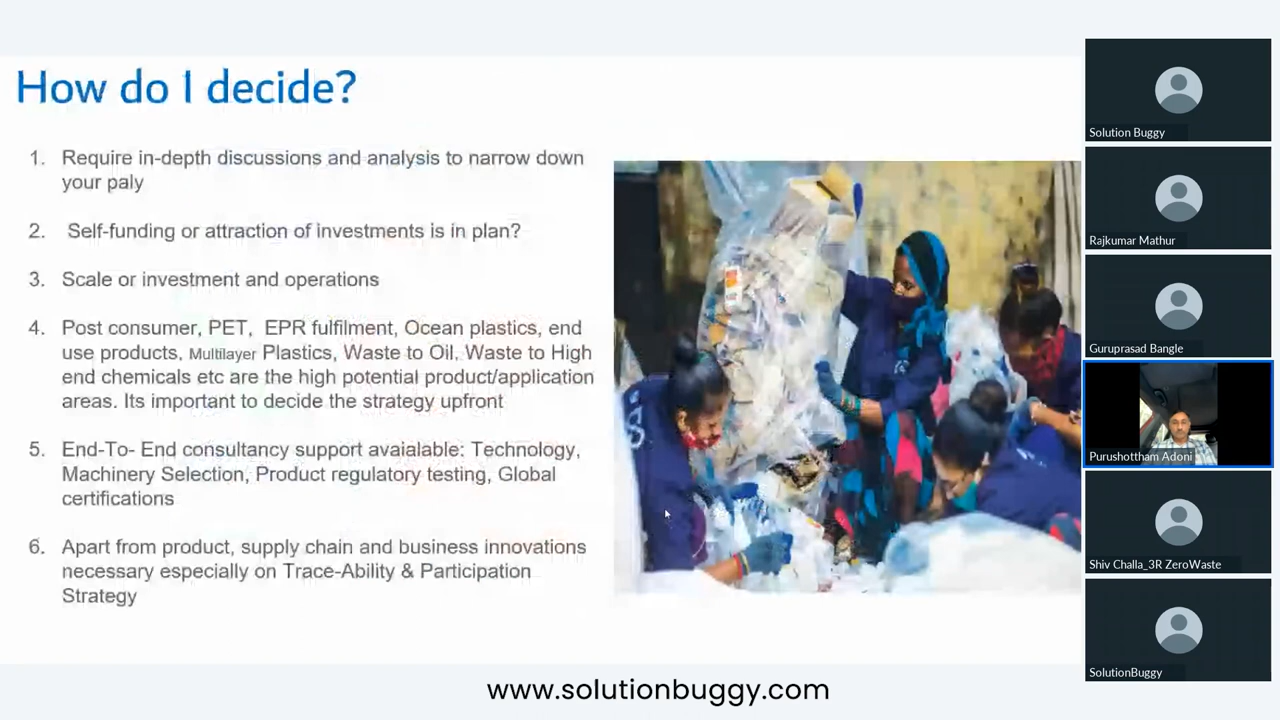 How do I decide?
1. Require in-depth discussions and analysis to narrow down
your paly
2. Self-funding or attraction of investments is in plan?
3. Scale or investment and operations
4. Post consumer, PET, EPR fulfilment, Ocean plastics, end
use products, Multilayer Plastics, Waste to Oil, Waste to High
end chemicals etc are the high potential product/application
areas. Its important to decide the strategy upfront
5. End-To- End consultancy support avaialable: Technology,
Machinery Selection, Product regulatory testing, Global
certifications
6. Apart from product, supply chain and business innovations
necessary especially on Trace-Ability & Participation
Strategy
www.solutionbuggy.com
Solution Buggy
Rajkumar Mathur
Guruprasad Bangle
Purushottham Adoni
Shiv Challa_3R ZeroWaste
SolutionBuggy